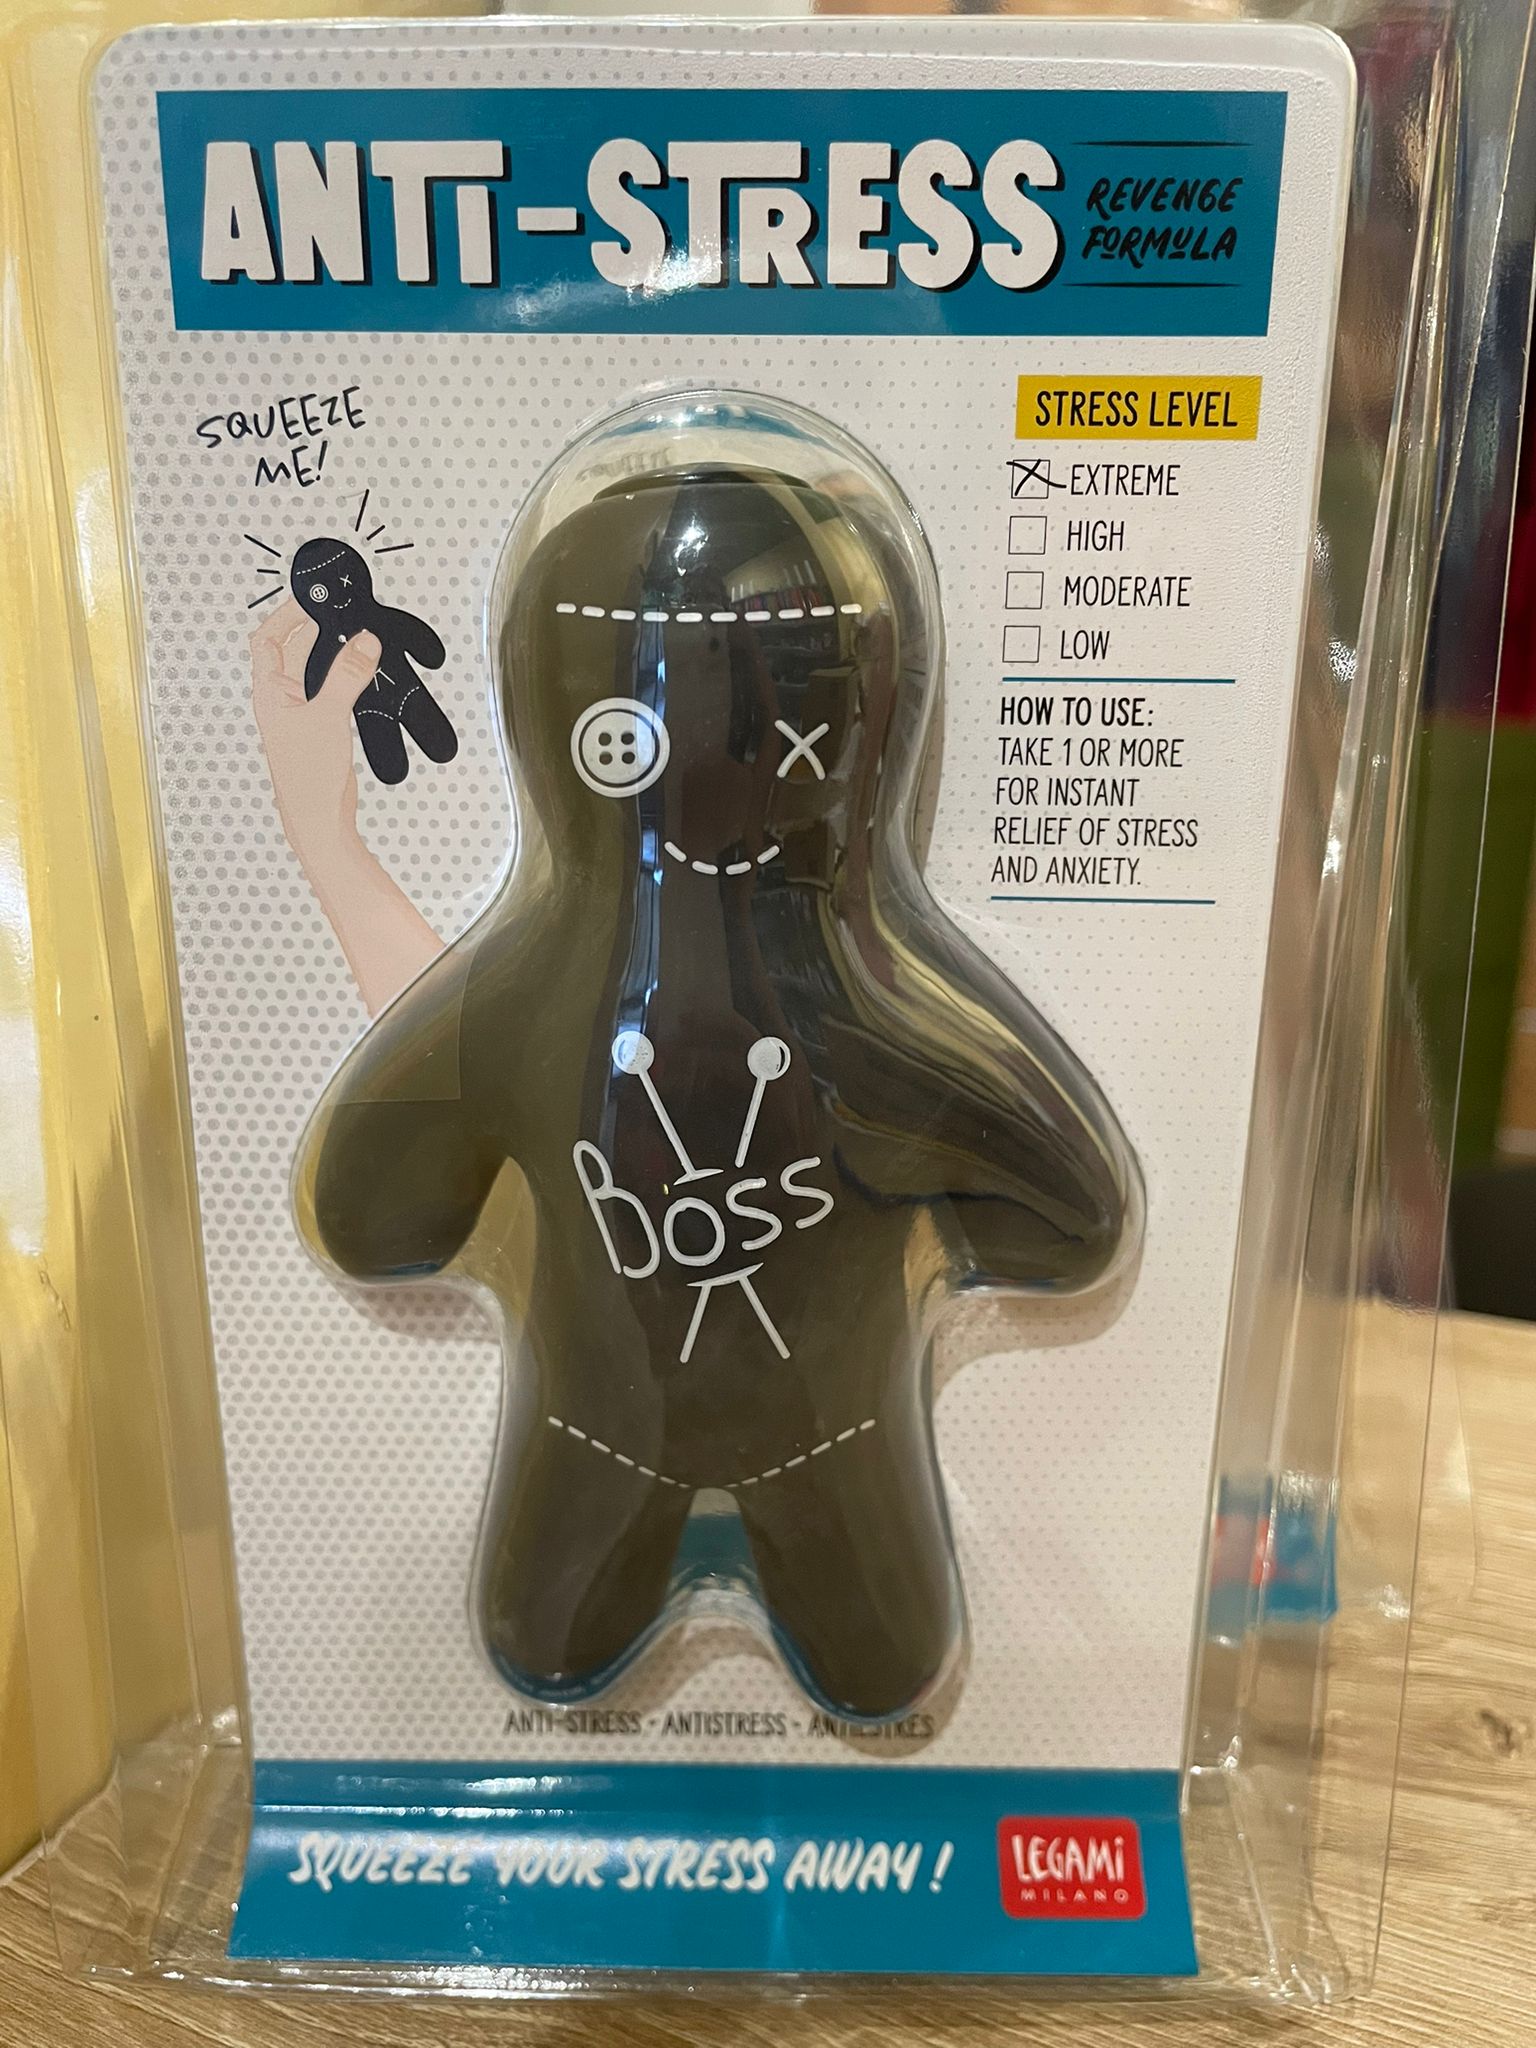 ANTI-STRESS
REVENGE
FORMULA
SQUEEZE
ME!
STRESS LEVEL
EXTREME
HIGH
MODERATE
LOW
HOW TO USE:
TAKE 1 OR MORE
FOR INSTANT
RELIEF OF STRESS
AND ANXIETY.
BOSS
ANTI-STRESS - ANTISTRESS - ANTIESTRES
SQUEEZE YOUR STRESS AWAY!
LEGAMI
MILANO